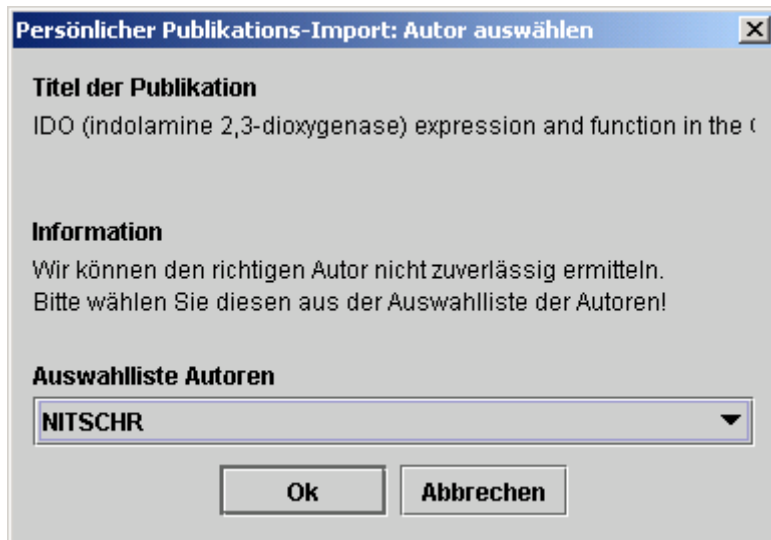 Persönlicher Publikations-Import: Autor auswählen
Titel der Publikation
IDO (indolamine 2,3-dioxygenase) expression and function in the
Information
Wir können den richtigen Autor nicht zuverlässig ermitteln.
Bitte wählen Sie diesen aus der Auswahlliste der Autoren!
Auswahlliste Autoren
NITSCHR
Ok
Abbrechen